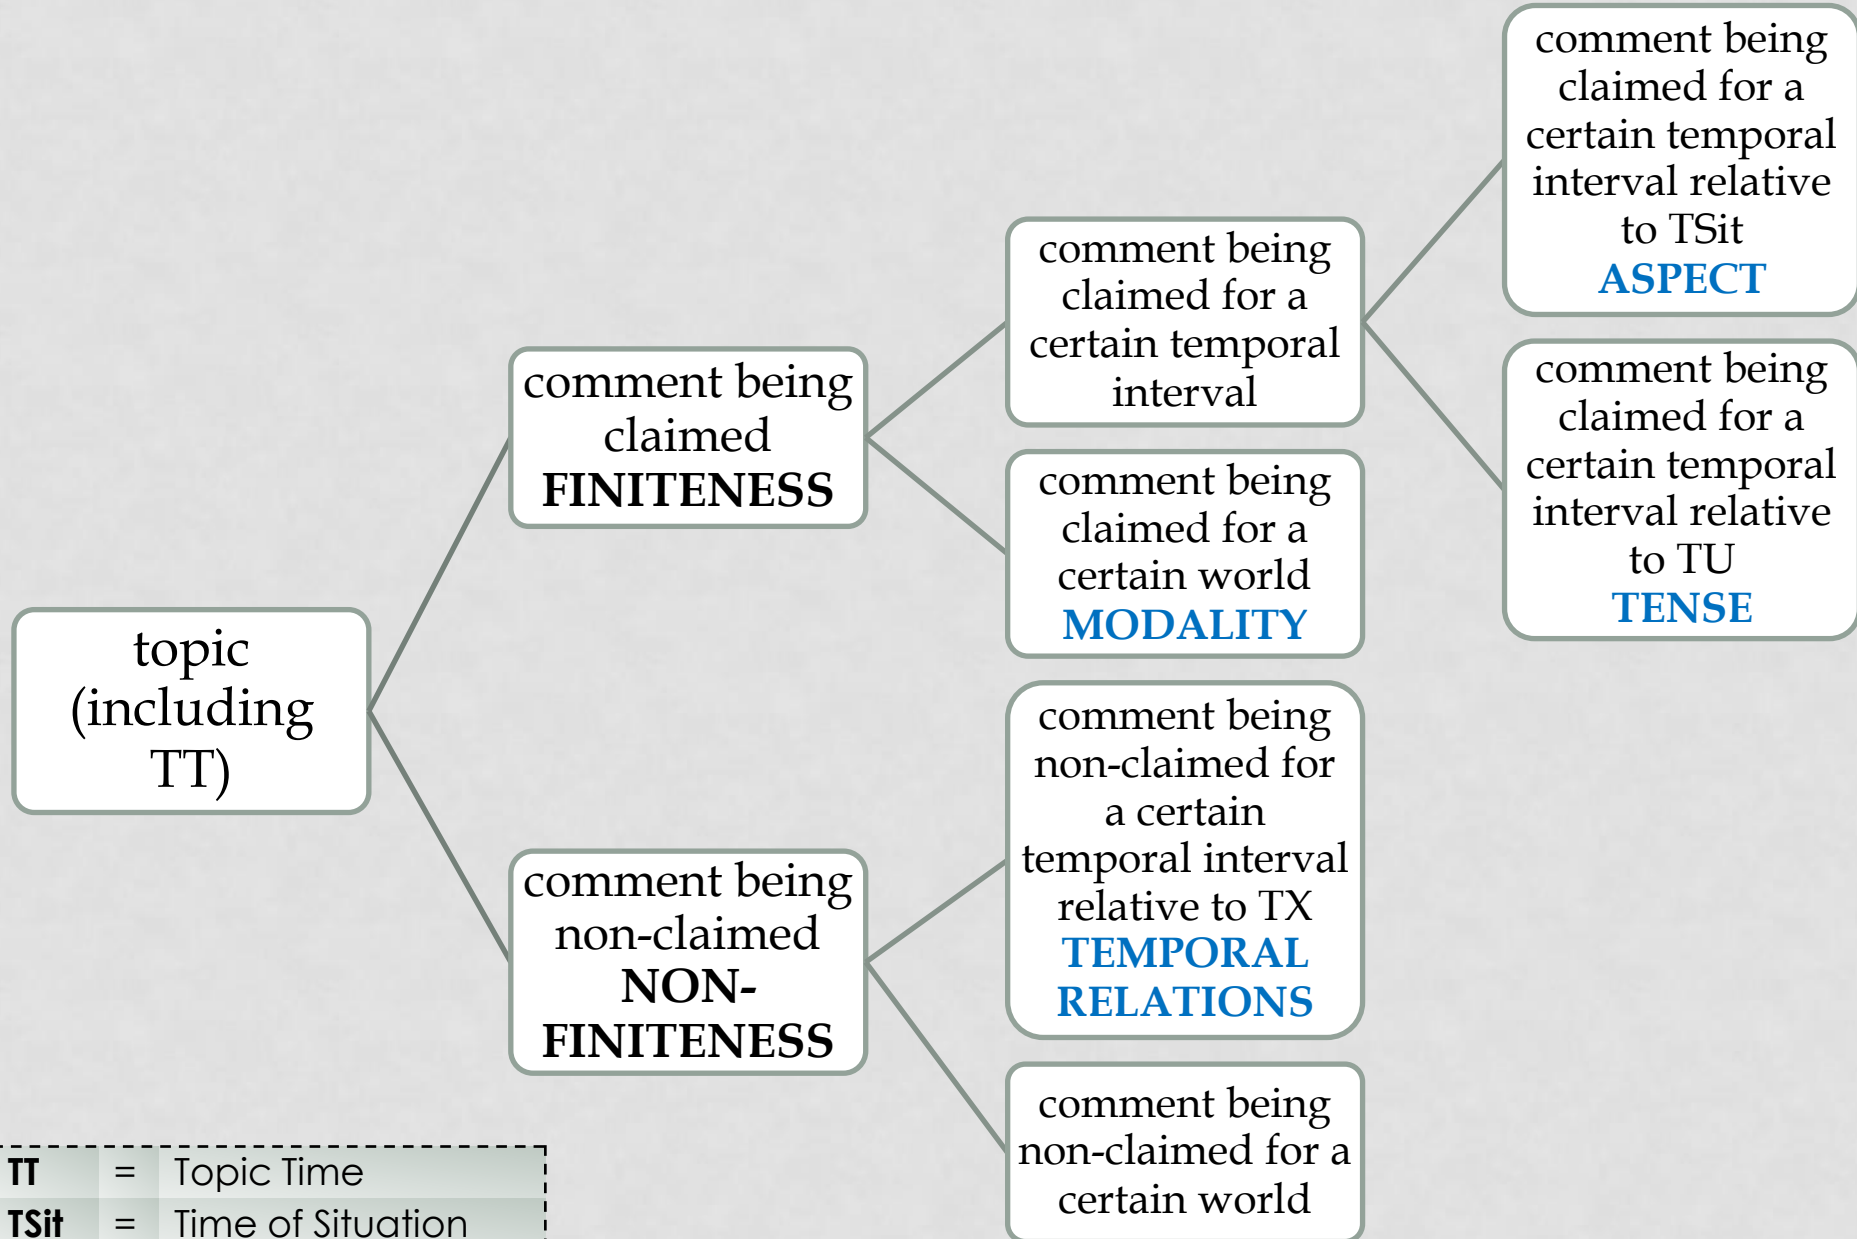 topic
(including
TT)
comment being
claimed
FINITENESS
comment being
claimed for a
certain temporal
interval
comment being
claimed for a
certain temporal
interval relative
to TSit
ASPECT
comment being
claimed for a
certain temporal
interval relative
to TU
TENSE
comment being
claimed for a
certain world
MODALITY
comment being
non-claimed
NON-
FINITENESS
comment being
non-claimed for
a certain
temporal interval
relative to TX
TEMPORAL
RELATIONS
comment being
non-claimed for a
certain world
TT = Topic Time
TSit = Time of Situation